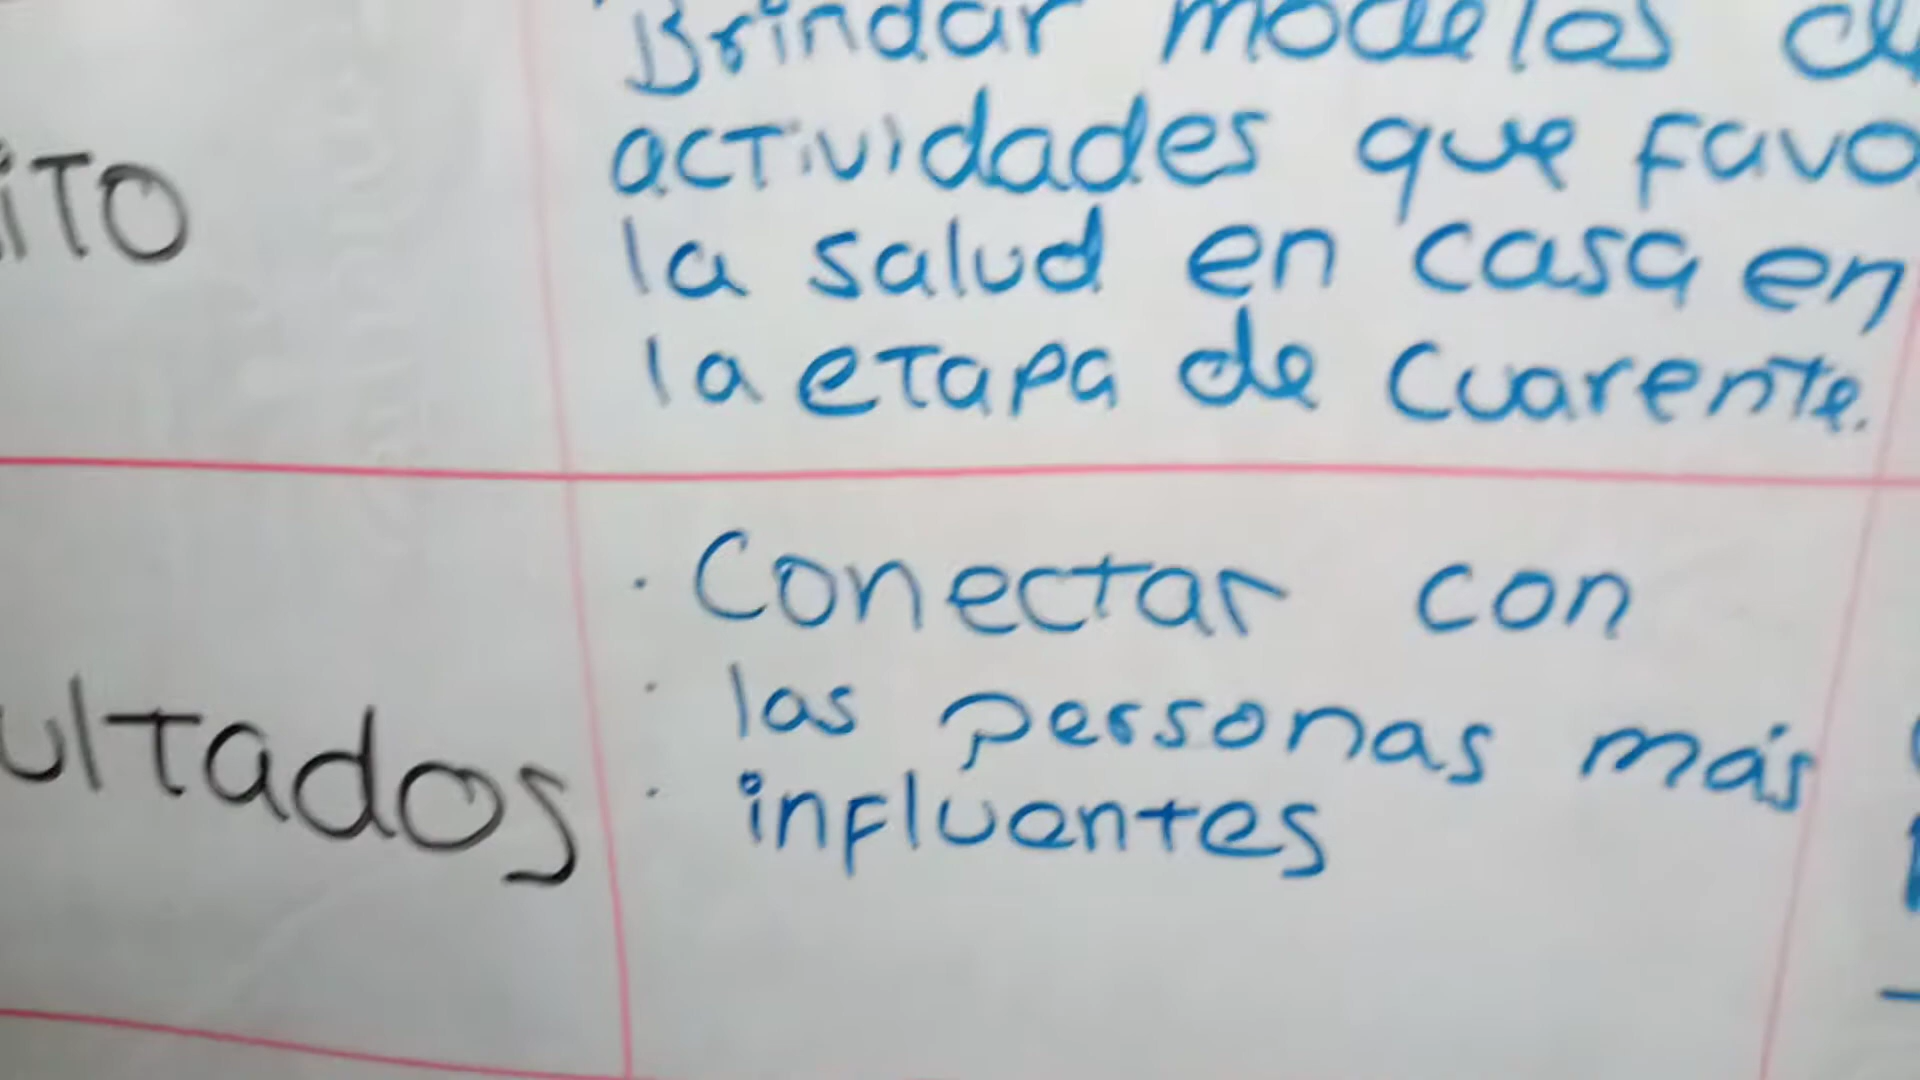 Brindar modelos d
actividades que favo
la salud en casa en
la etapa de cuarente.
ito
· Conectar con
· las personas más
· influentes
ultados